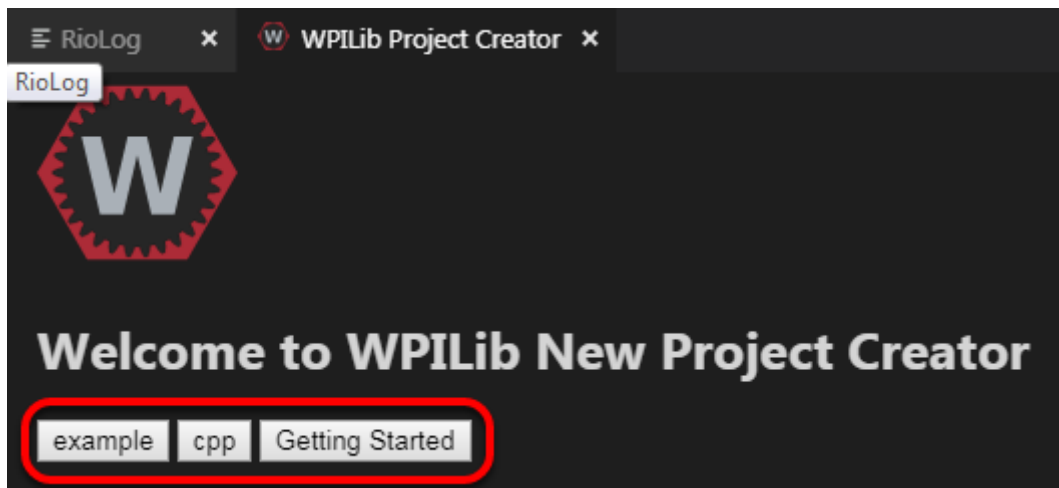 RioLog W WPILib Project Creator
RioLog
W
Welcome to WPILib New Project Creator
example cpp Getting Started